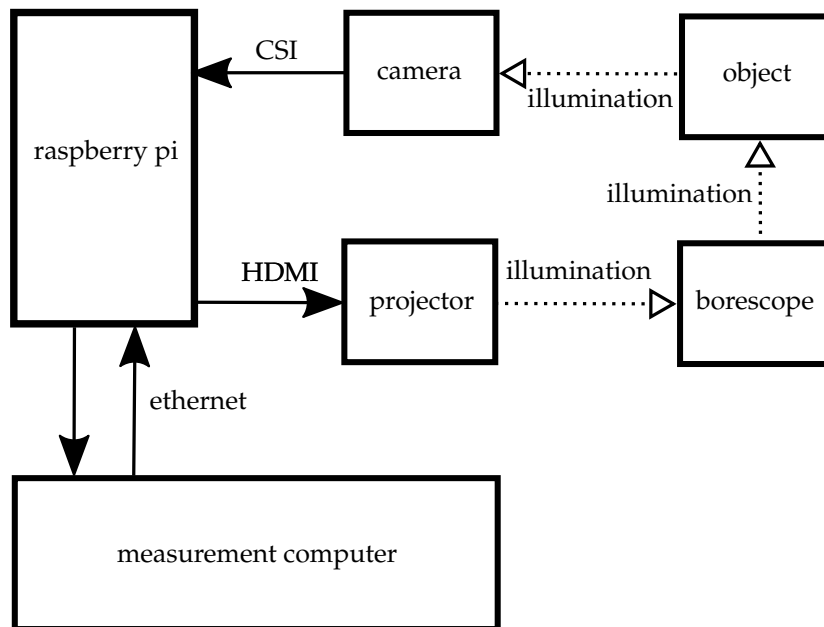 CSI
camera
object
illumination
raspberry pi
illumination
HDMI
illumination
projector
borescope
ethernet
measurement computer